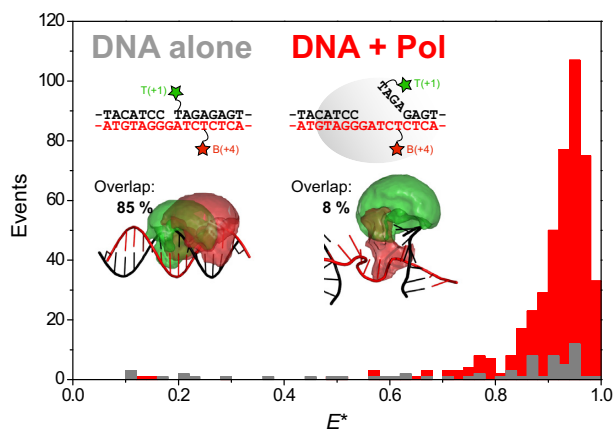 DNA alone
DNA + Pol
T(+1)
-TACATCC TAGAGAGT-
-ATGTAGGGATCTCTCA-
B(+4)
T(+1)
TAGA
-TACATCC GAGT-
-ATGTAGGGATCTCTCA-
B(+4)
Overlap:
85 %
Overlap:
8 %
Events
120
100
80
60
40
20
0
0.0 0.2 0.4 0.6 0.8 1.0
E*